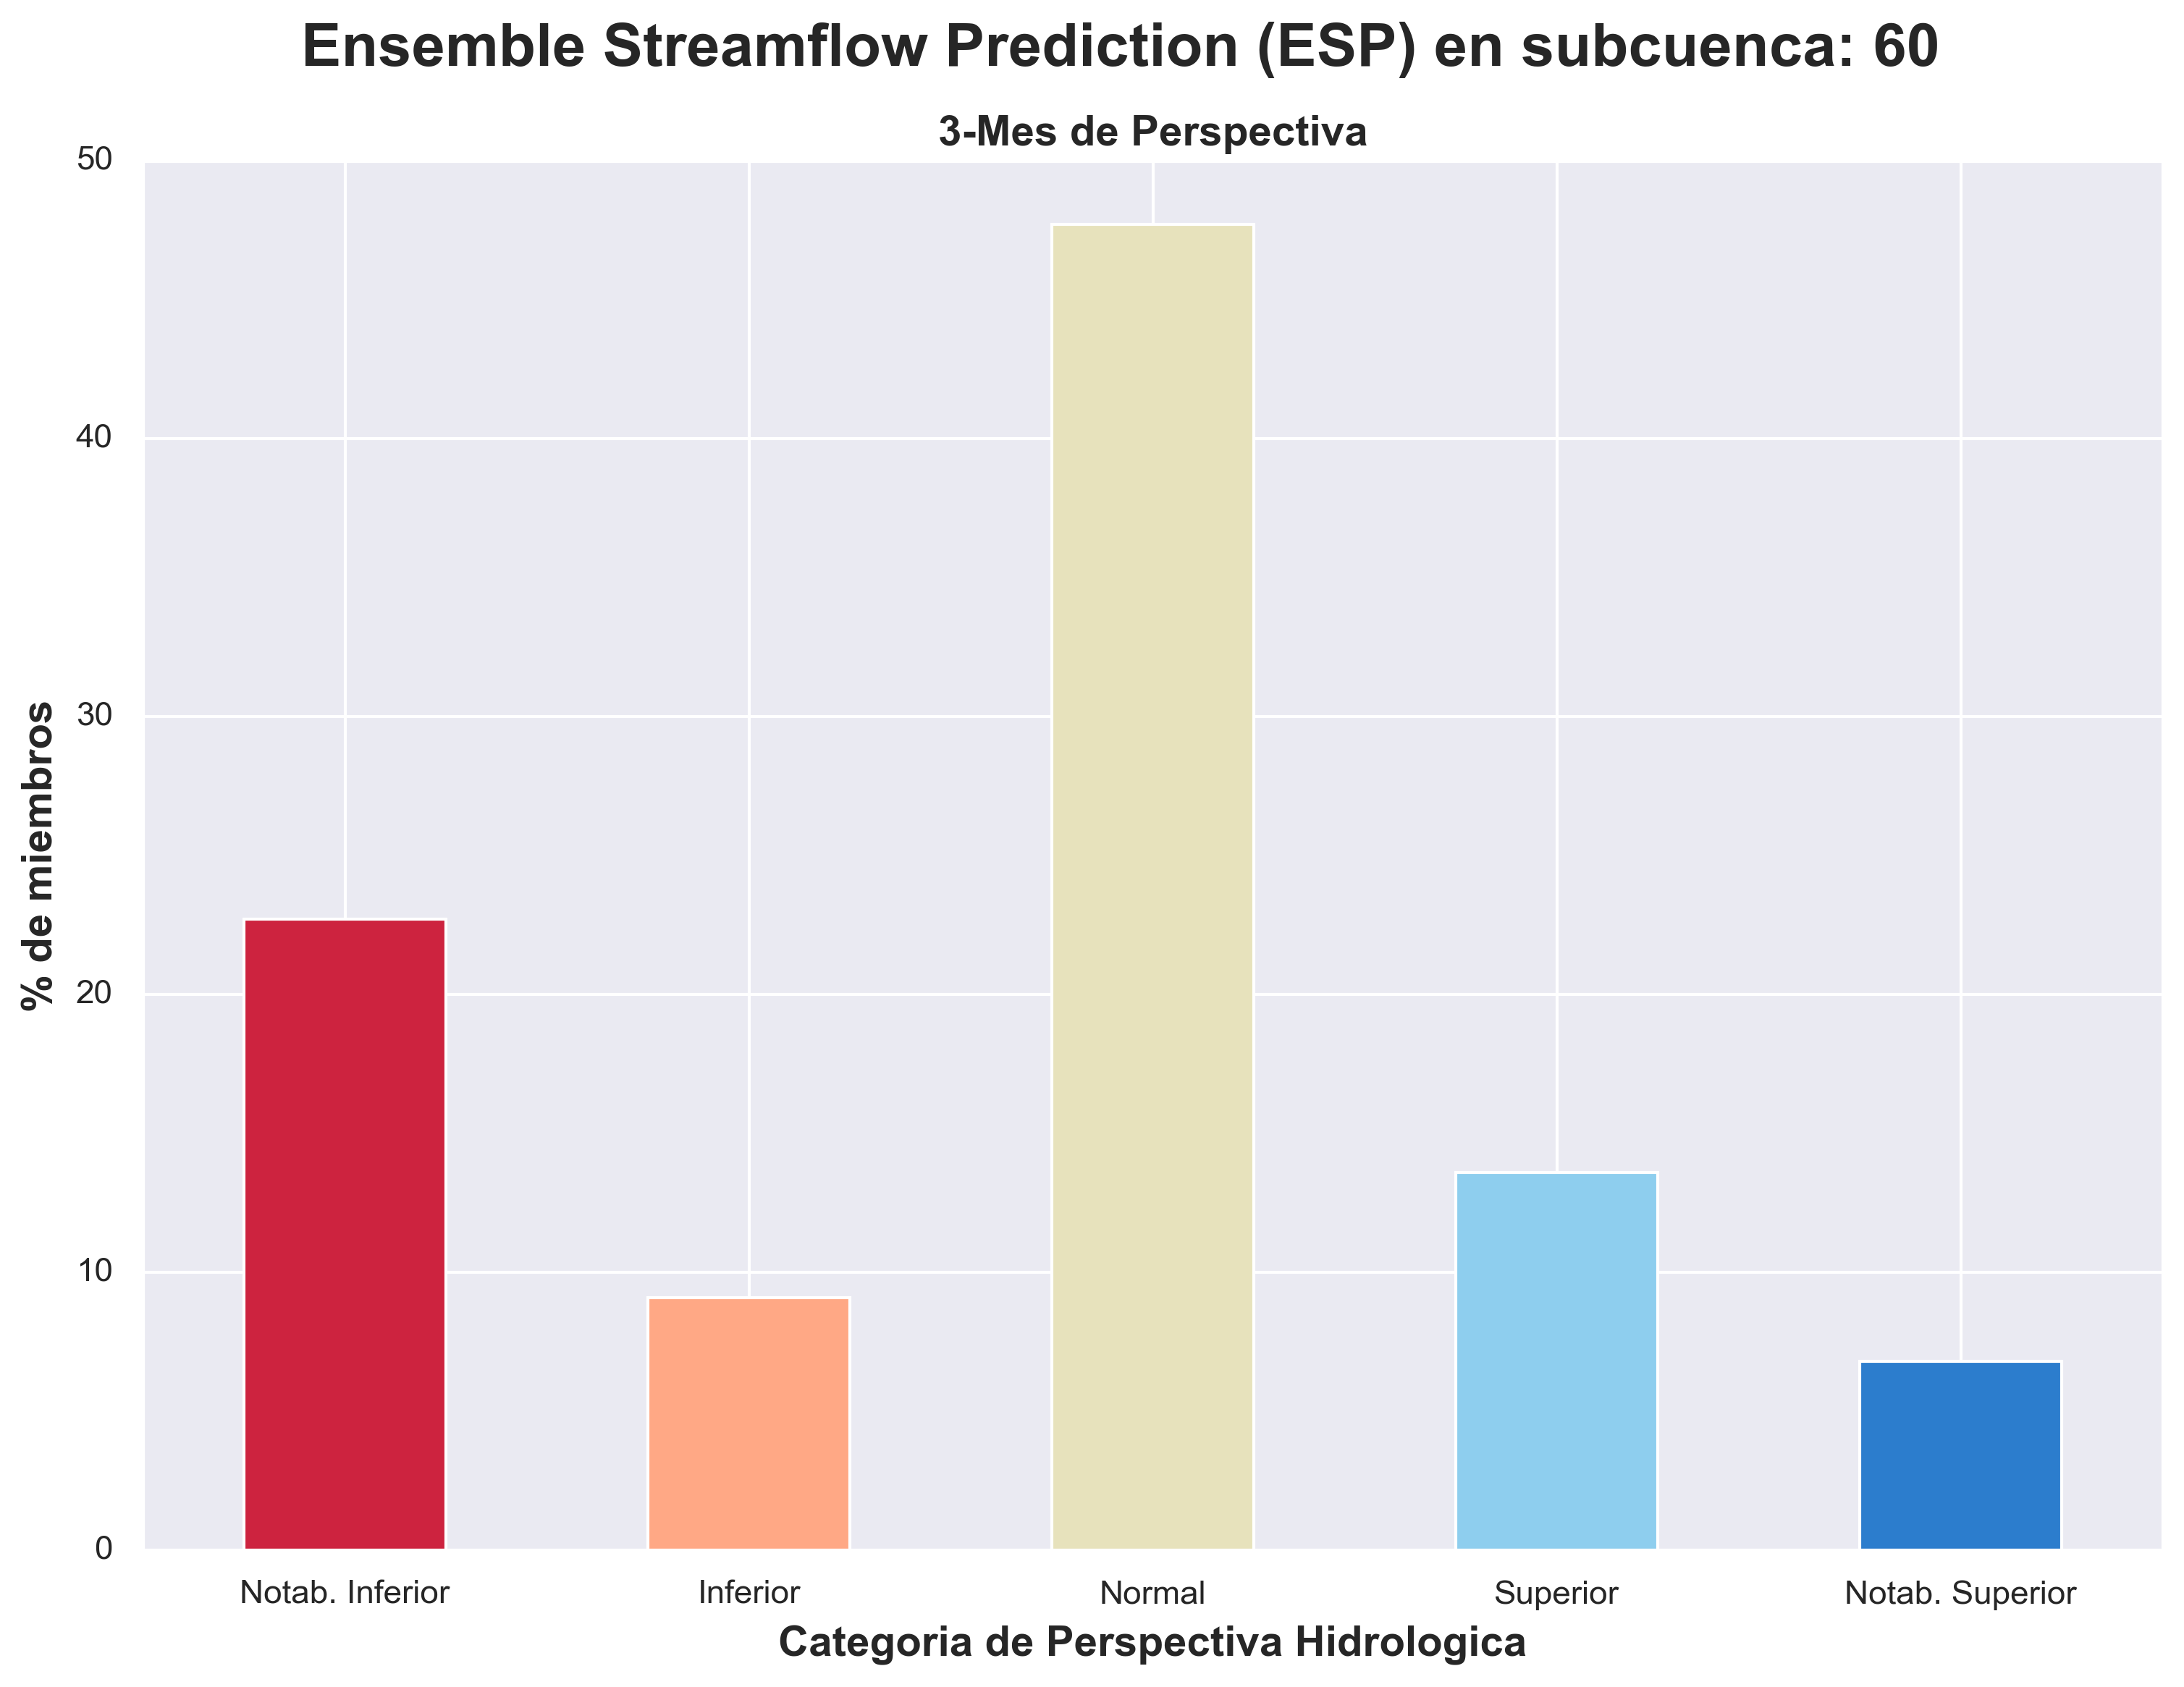 Ensemble Streamflow Prediction (ESP) en subcuenca: 60
3-Mes de Perspectiva
50
40
30
20
10
0
% de miembros
Notab. Inferior
Inferior
Normal
Superior
Notab. Superior
Categoria de Perspectiva Hidrologica